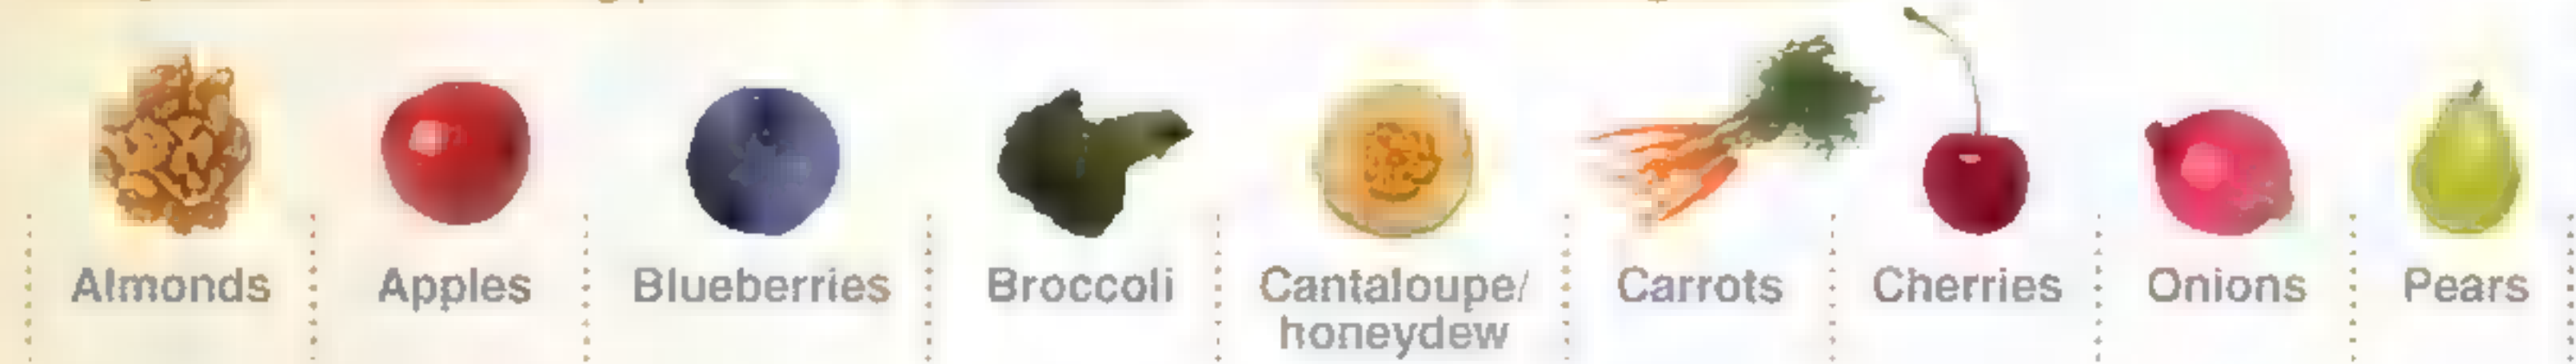 Almonds
Apples
Blueberries
Broccoli
Cantaloupe/
honeydew
Carrots
Cherries
Onions
Pears